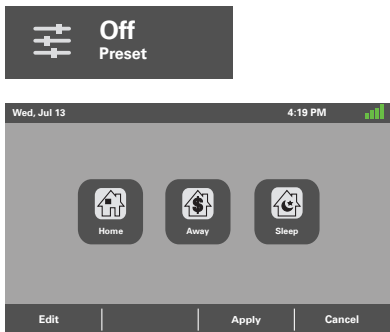 Off
Preset
Wed, Jul 13 4:19 PM
Home Away Sleep
Edit Apply Cancel